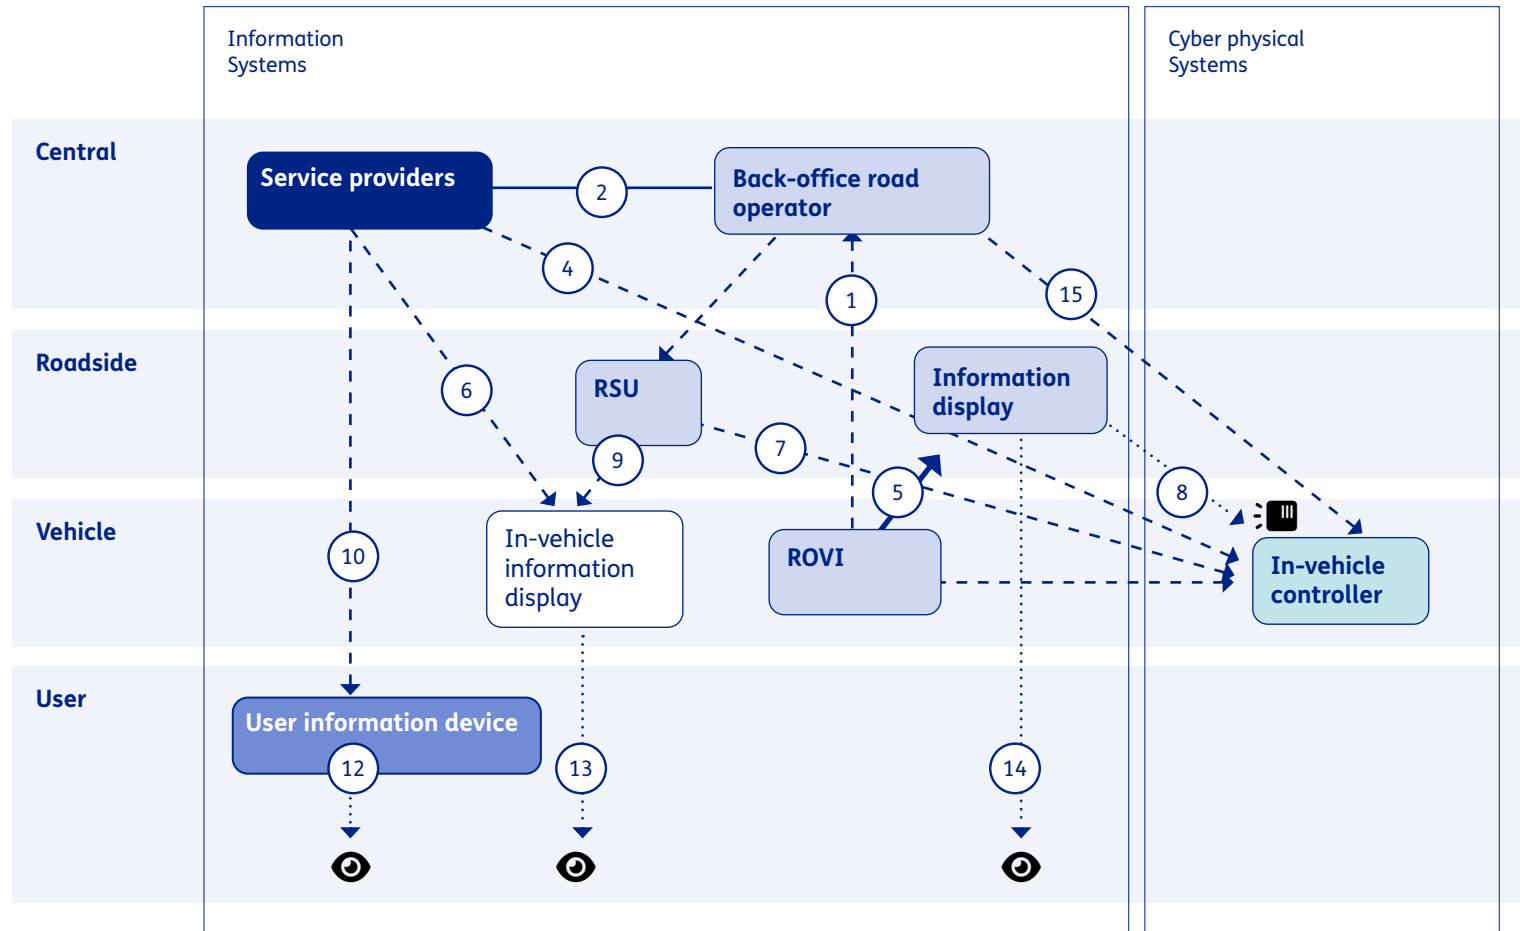 Information
Systems
Cyber physical
Systems
Central
Service providers
2
Back-office road
operator
4
1
15
Roadside
6
RSU
Information
display
9
7
5
8
Vehicle
10
In-vehicle
information
display
ROVI
In-vehicle
controller
User
User information device
12
13
14